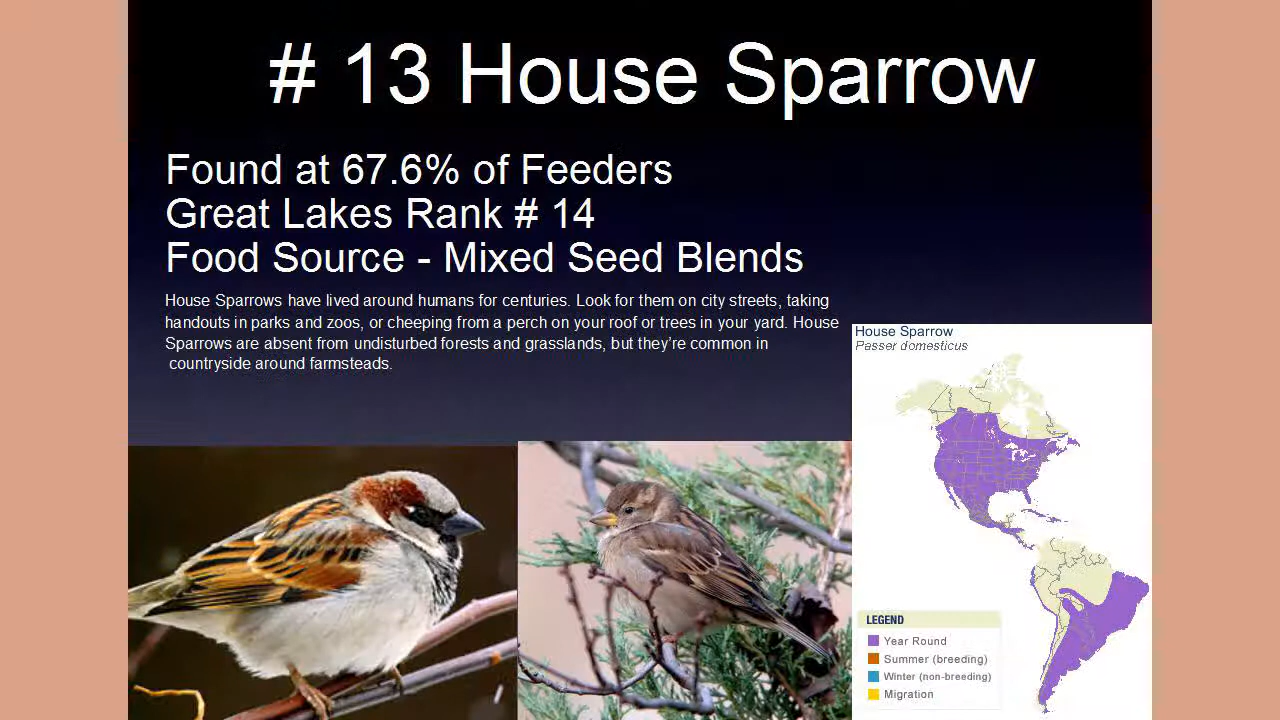 # 13 House Sparrow
Found at 67.6% of Feeders
Great Lakes Rank # 14
Food Source - Mixed Seed Blends
House Sparrows have lived around humans for centuries. Look for them on city streets, taking
handouts in parks and zoos, or cheeping from a perch on your roof or trees in your yard. House
Sparrows are absent from undisturbed forests and grasslands, but they’re common in
countryside around farmsteads.
House Sparrow
Passer domesticus
LEGEND
Year Round
Summer (breeding)
Winter (non-breeding)
Migration